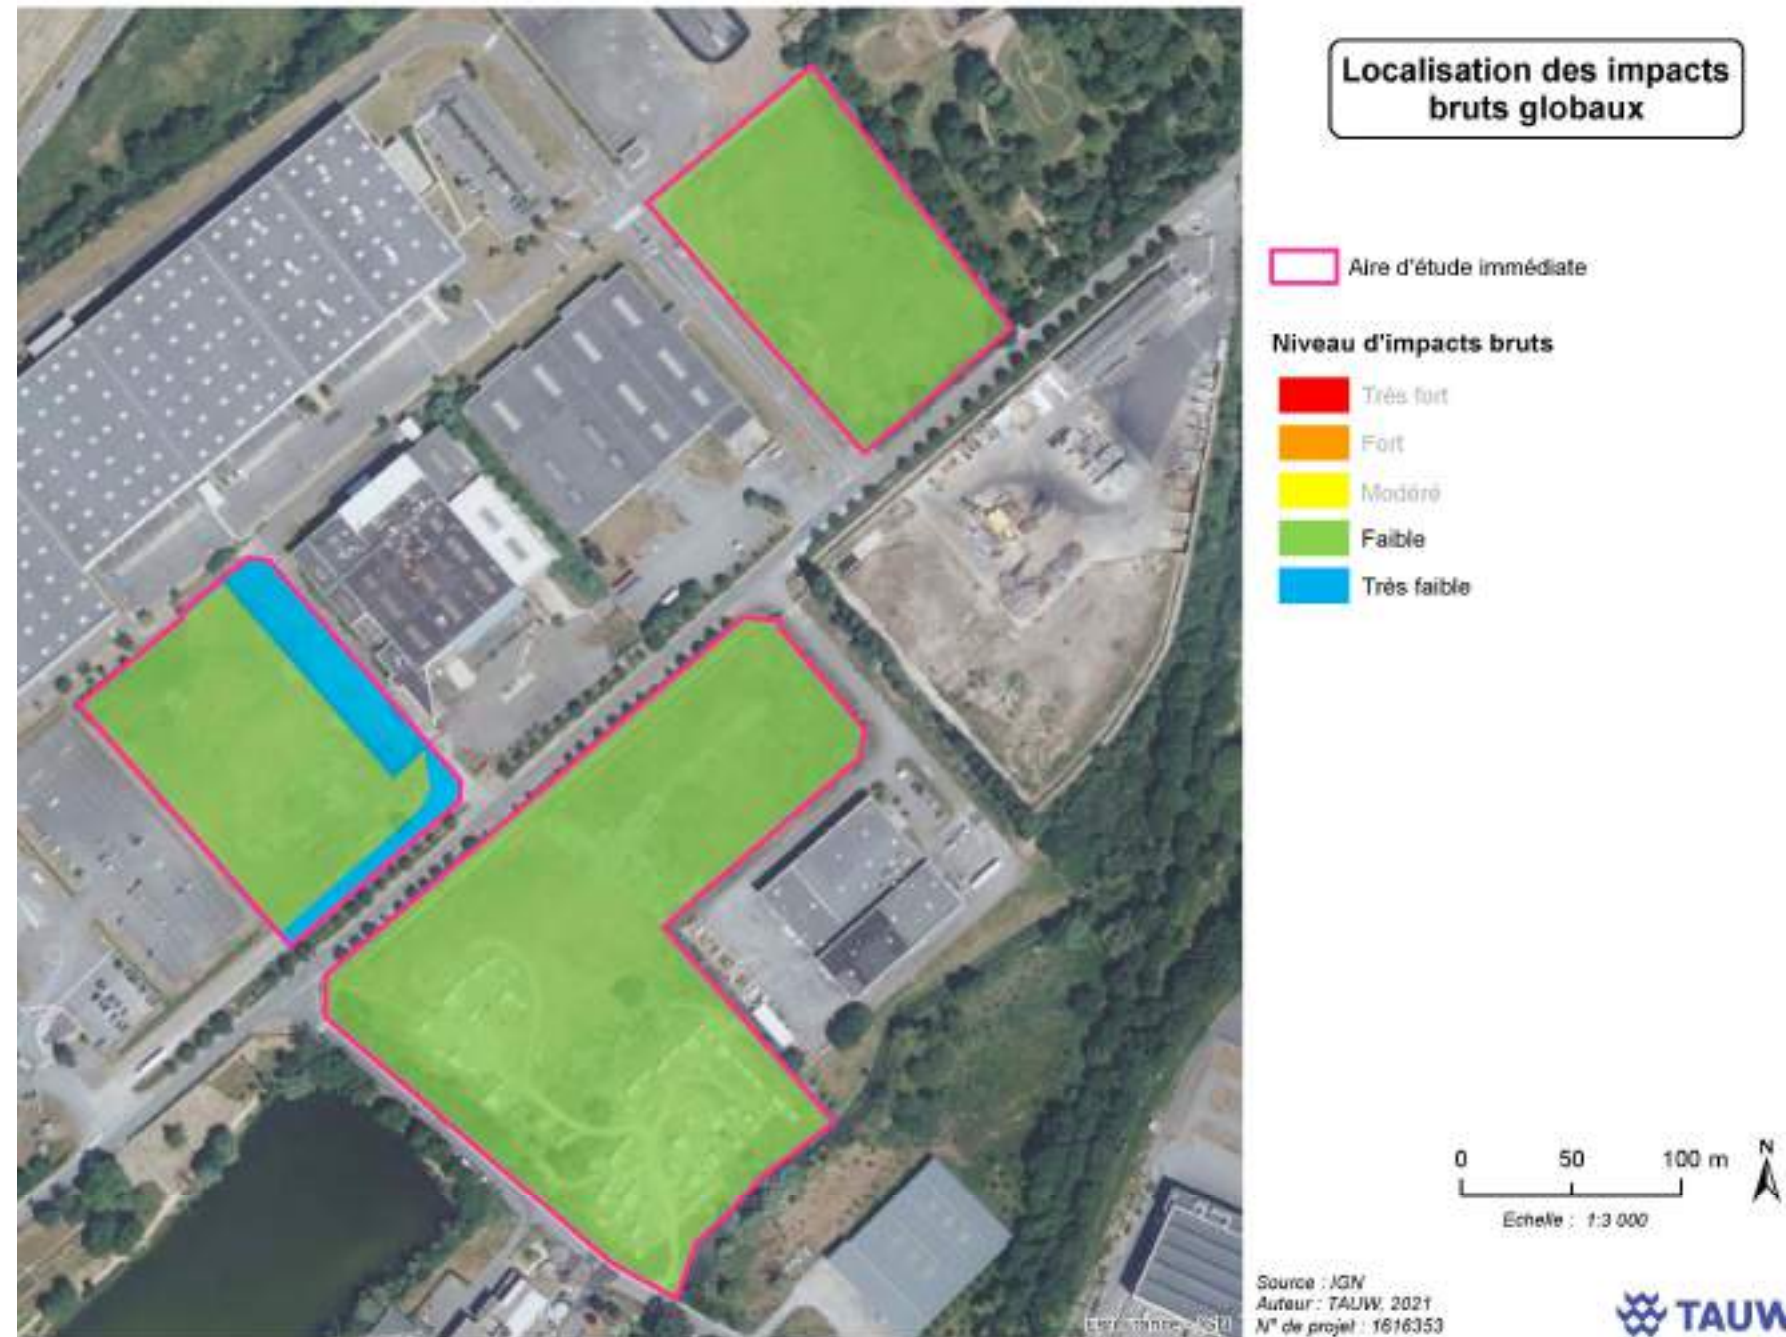 Localisation des impacts
bruts globaux
Aire d'étude immédiate
Niveau d'impacts bruts
Très fort
Fort
Modéré
Faible
Très faible
0 50 100 m
N
Echelle : 1:3 000
Source : IGN
Auteur : TAUW, 2021
N° de projet : 1616353
TAUW